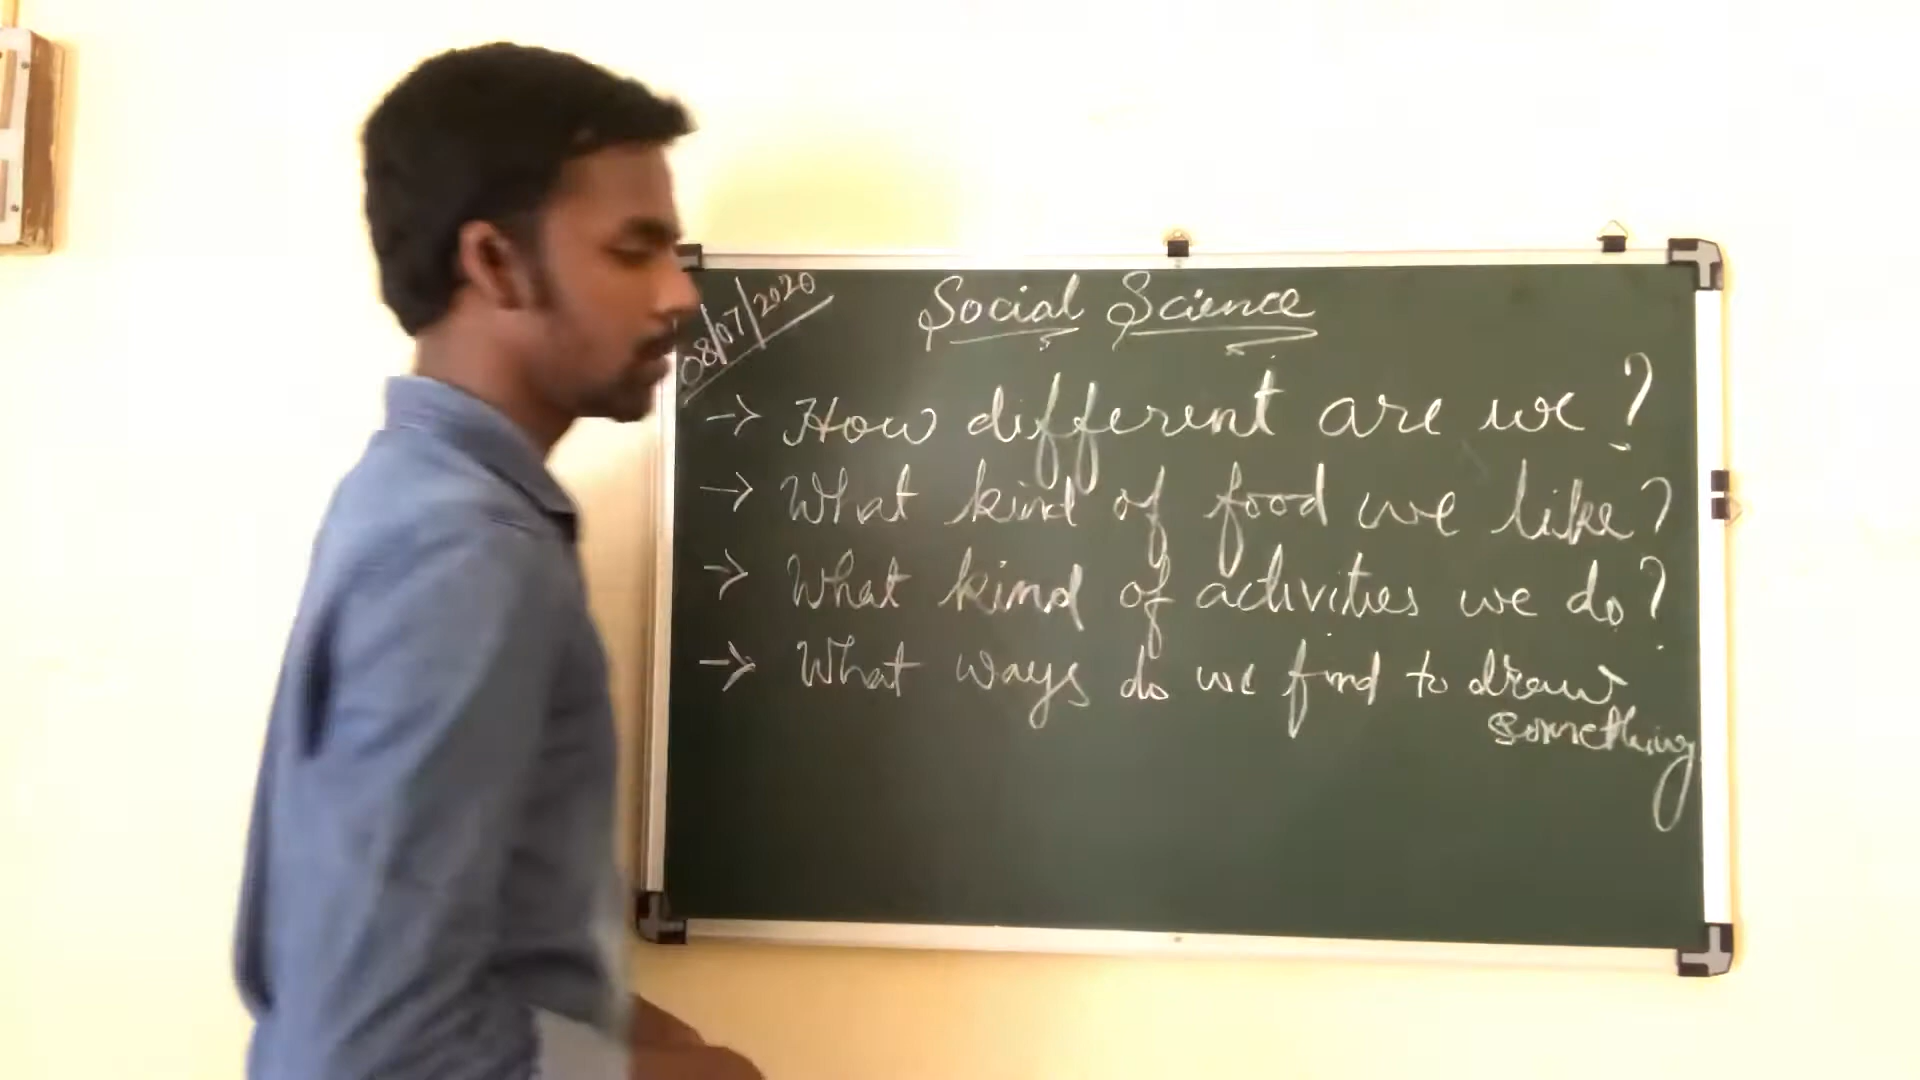 08/07/2020
Social Science
→ How different are we?
→ What kind of food we like?
→ What kind of activities we do?
→ What ways do we find to draw
something